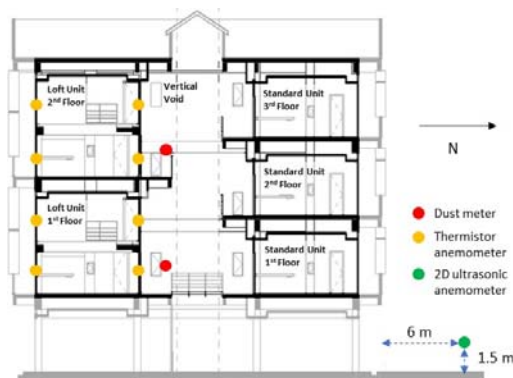 Loft Unit
2nd Floor
Vertical
Void
Standard Unit
3rd Floor
Standard Unit
2nd Floor
Loft Unit
1st Floor
Standard Unit
1st Floor
N
Dust meter
Thermistor
anemometer
2D ultrasonic
anemometer
6 m
1.5 m